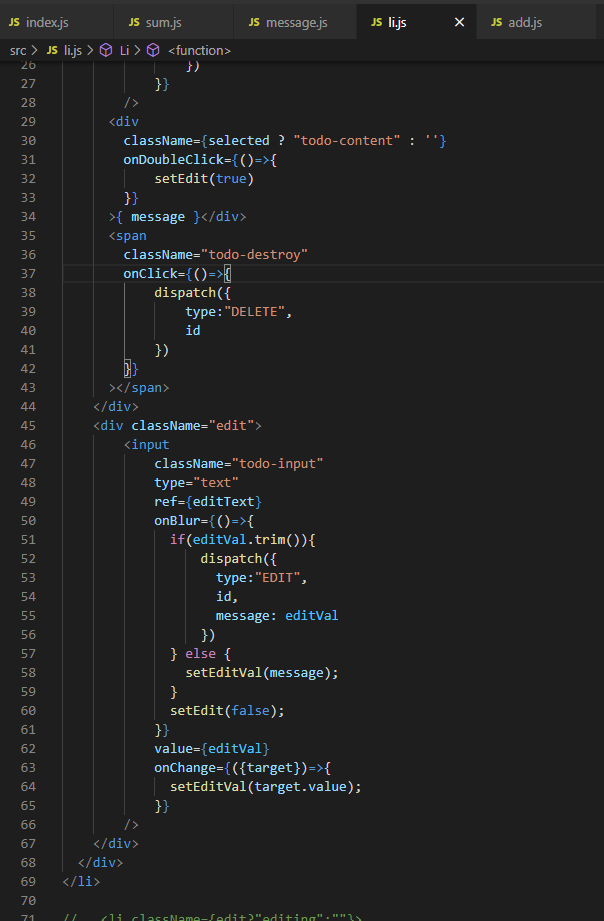 JS index.js JS sum.js JS message.js JS li.js × JS add.js
src > JS li.js > Li > <function>
26 })
27 }}
28 />
29 <div
30 className={selected ? "todo-content" : ''}
31 onDoubleClick={()=>{
32 setEdit(true)
33 }}
34 >{ message }</div>
35 <span
36 className="todo-destroy"
37 onClick={()=>{
38 dispatch({
39 type:"DELETE",
40 id
41 })
42 }}
43 ></span>
44 </div>
45 <div className="edit">
46 <input
47 className="todo-input"
48 type="text"
49 ref={editText}
50 onBlur={()=>{
51 if(editVal.trim()){
52 dispatch({
53 type:"EDIT",
54 id,
55 message: editVal
56 })
57 } else {
58 setEditVal(message);
59 }
60 setEdit(false);
61 }}
62 value={editVal}
63 onChange={({target})=>{
64 setEditVal(target.value);
65 }}
66 />
67 </div>
68 </div>
69 </li>
70
71 // <li className={edit?"editing":""}>